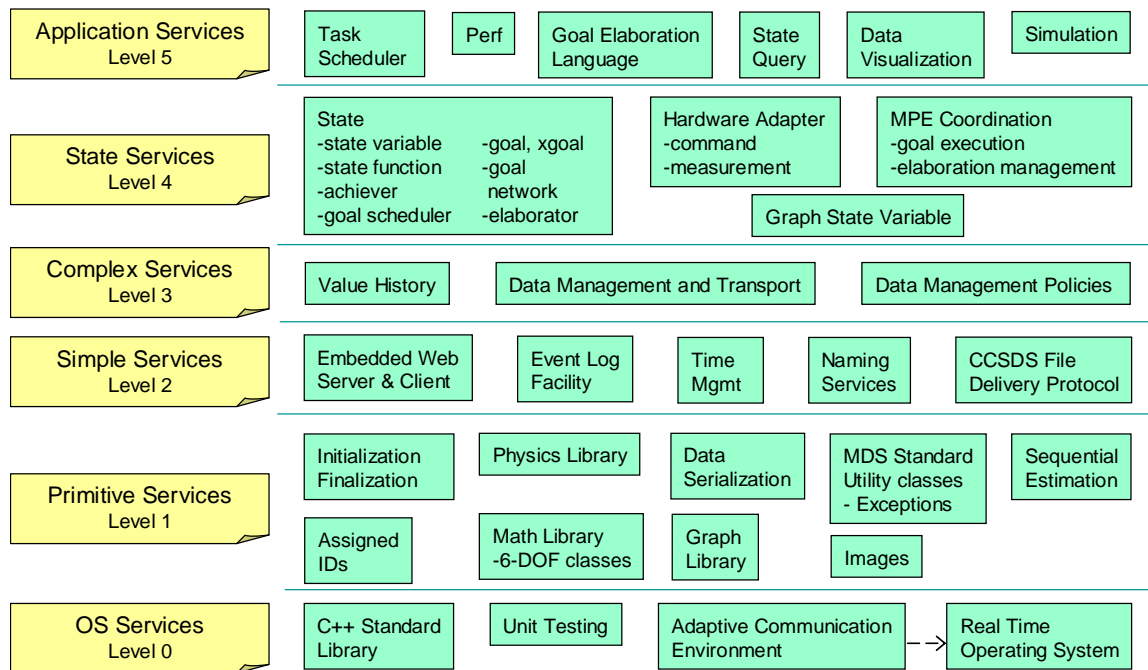 Application Services
Level 5
Task
Scheduler
Perf
Goal Elaboration
Language
State
Query
Data
Visualization
Simulation
State Services
Level 4
State
-state variable
-state function
-achiever
-goal scheduler
-goal, xgoal
-goal
network
-elaborator
Hardware Adapter
-command
-measurement
MPE Coordination
-goal execution
-elaboration management
Graph State Variable
Complex Services
Level 3
Value History
Data Management and Transport
Data Management Policies
Simple Services
Level 2
Embedded Web
Server & Client
Event Log
Facility
Time
Mgmt
Naming
Services
CCSDS File
Delivery Protocol
Primitive Services
Level 1
Initialization
Finalization
Physics Library
Data
Serialization
MDS Standard
Utility classes
- Exceptions
Sequential
Estimation
Assigned
IDs
Math Library
-6-DOF classes
Graph
Library
Images
OS Services
Level 0
C++ Standard
Library
Unit Testing
Adaptive Communication
Environment
Real Time
Operating System